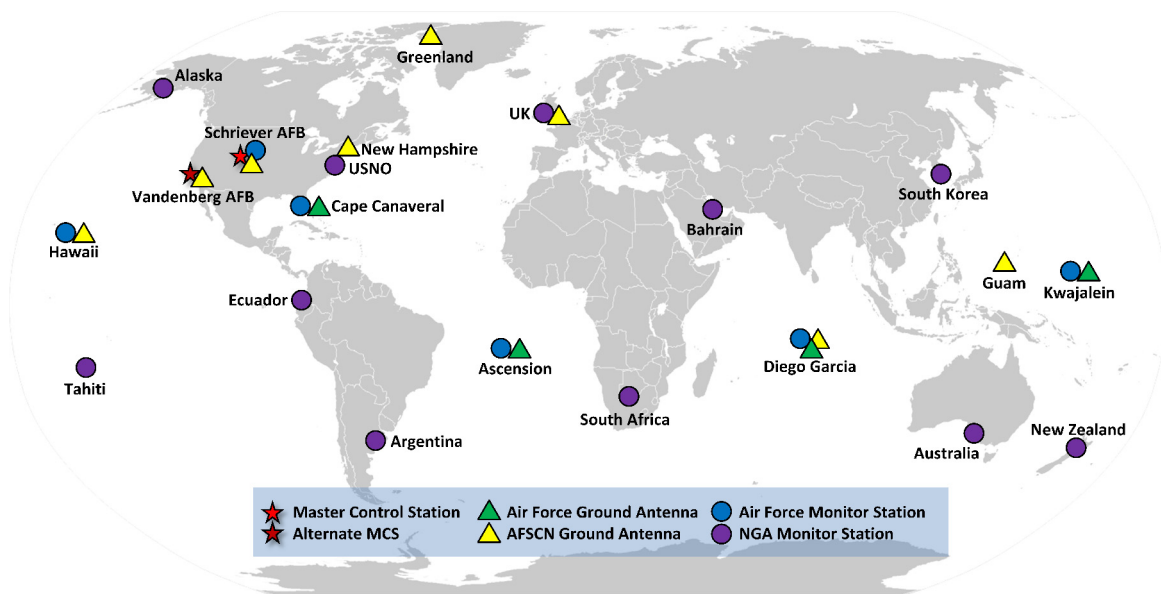 Greenland
Alaska
UK
Schriever AFB
New Hampshire
USNO
South Korea
Vandenberg AFB
Cape Canaveral
Bahrain
Hawaii
Guam
Kwajalein
Ecuador
Ascension
Diego Garcia
Tahiti
South Africa
Argentina
New Zealand
Australia
Master Control Station
Alternate MCS
Air Force Ground Antenna
AFSCN Ground Antenna
Air Force Monitor Station
NGA Monitor Station